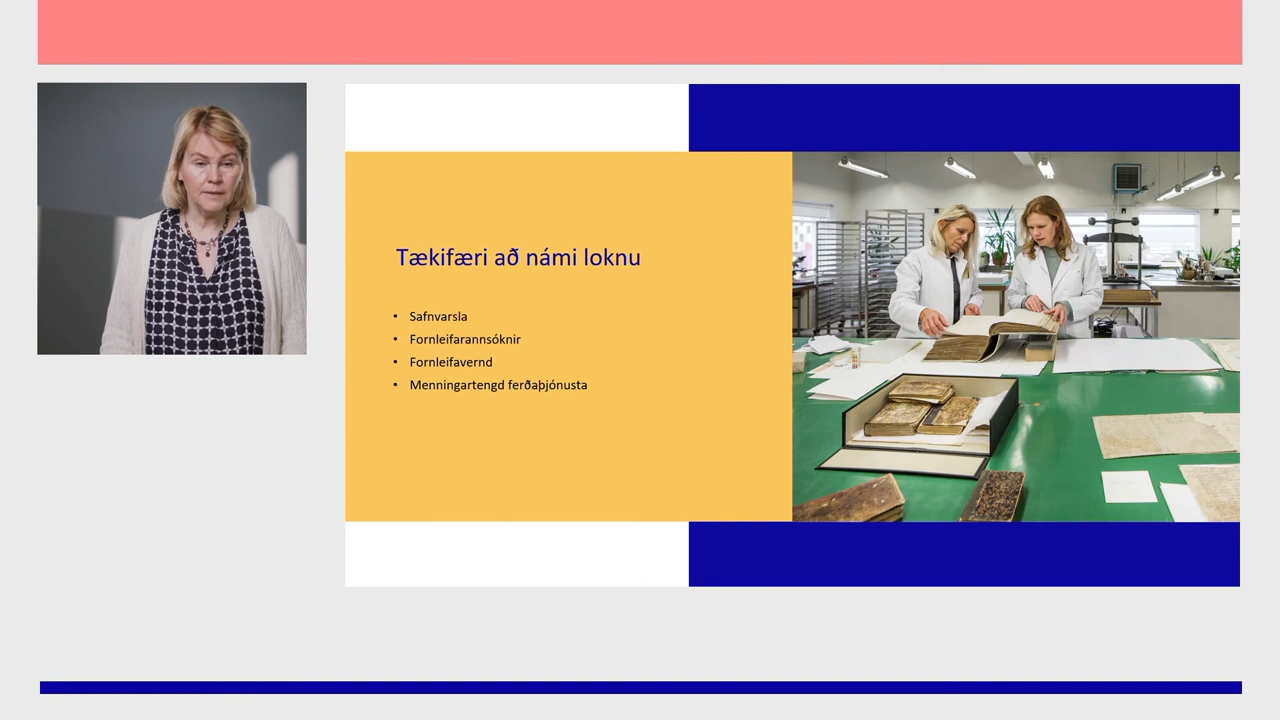 Tækifæri að námi loknu
• Safnvarsla
• Fornleifarannsóknir
• Fornleifavernd
• Menningartengd ferðaþjónusta